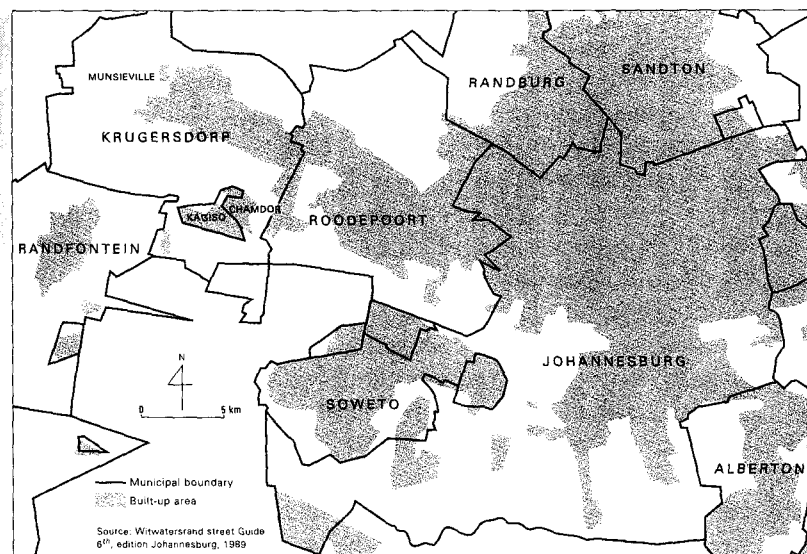 RANDBURG
SANDTON
MUNSIEVILLE
KRUGERSDORP
KAGISO
CHAMDOR
ROODEPOORT
RANDFONTEIN
N
0 5 km
JOHANNESBURG
SOWETO
ALBERTON
Municipal boundary
Built-up area
Source: Witwatersrand street Guide
6th, edition Johannesburg, 1989